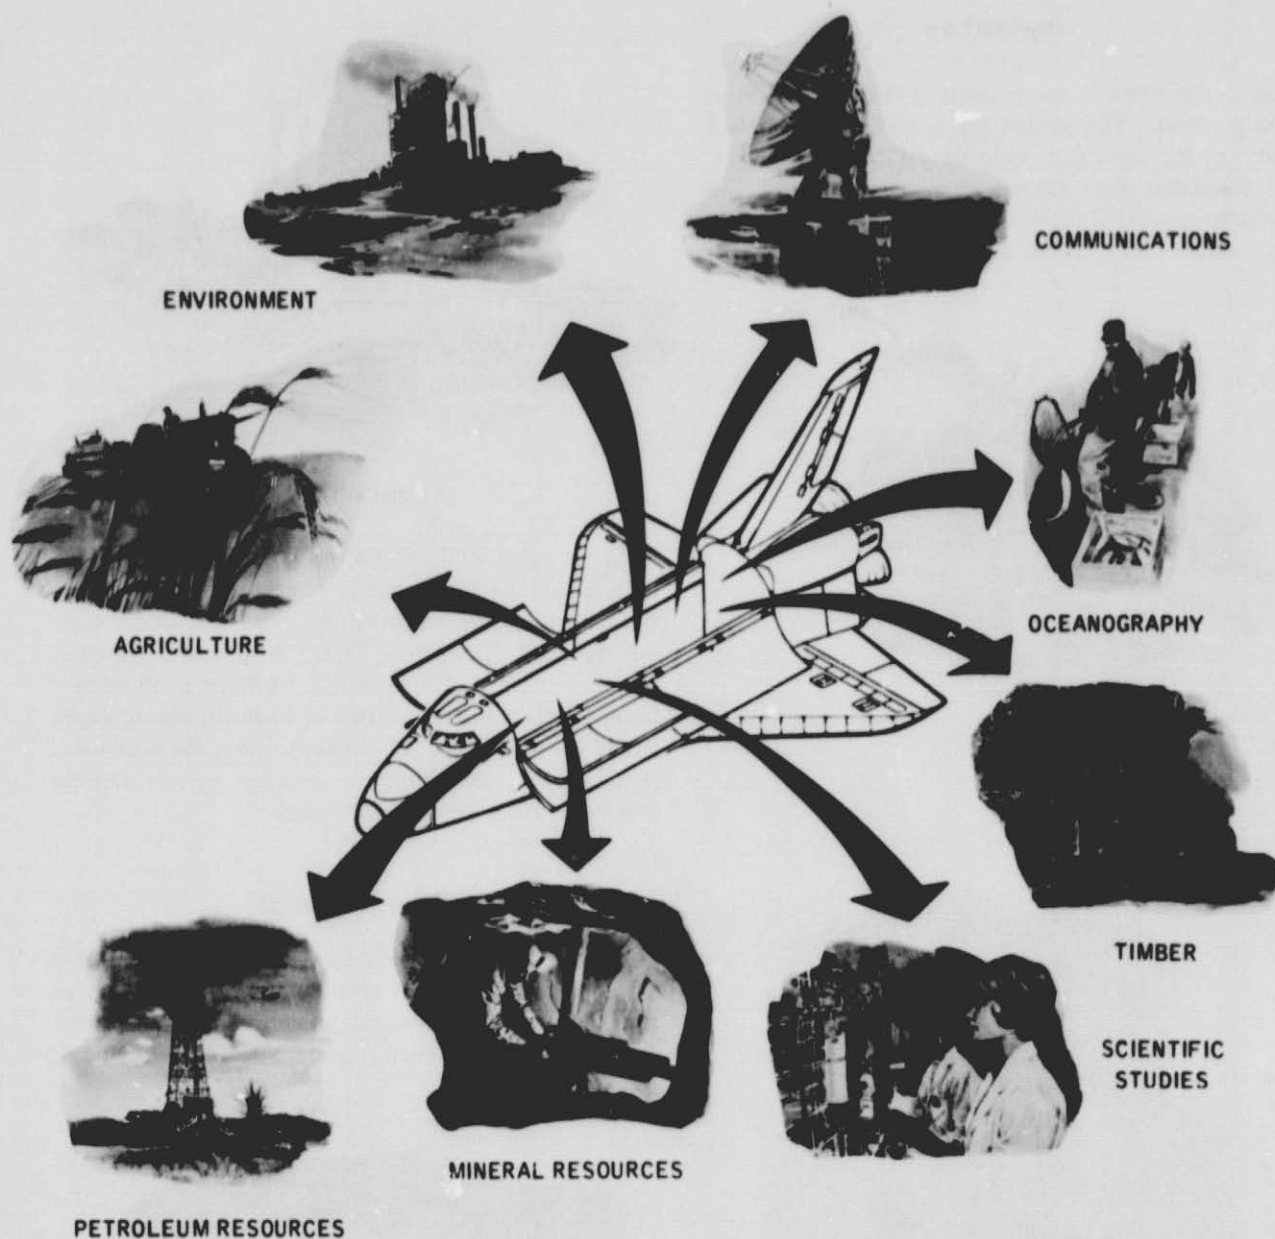 COMMUNICATIONS
ENVIRONMENT
AGRICULTURE
OCEANOGRAPHY
TIMBER
SCIENTIFIC
STUDIES
MINERAL RESOURCES
PETROLEUM RESOURCES